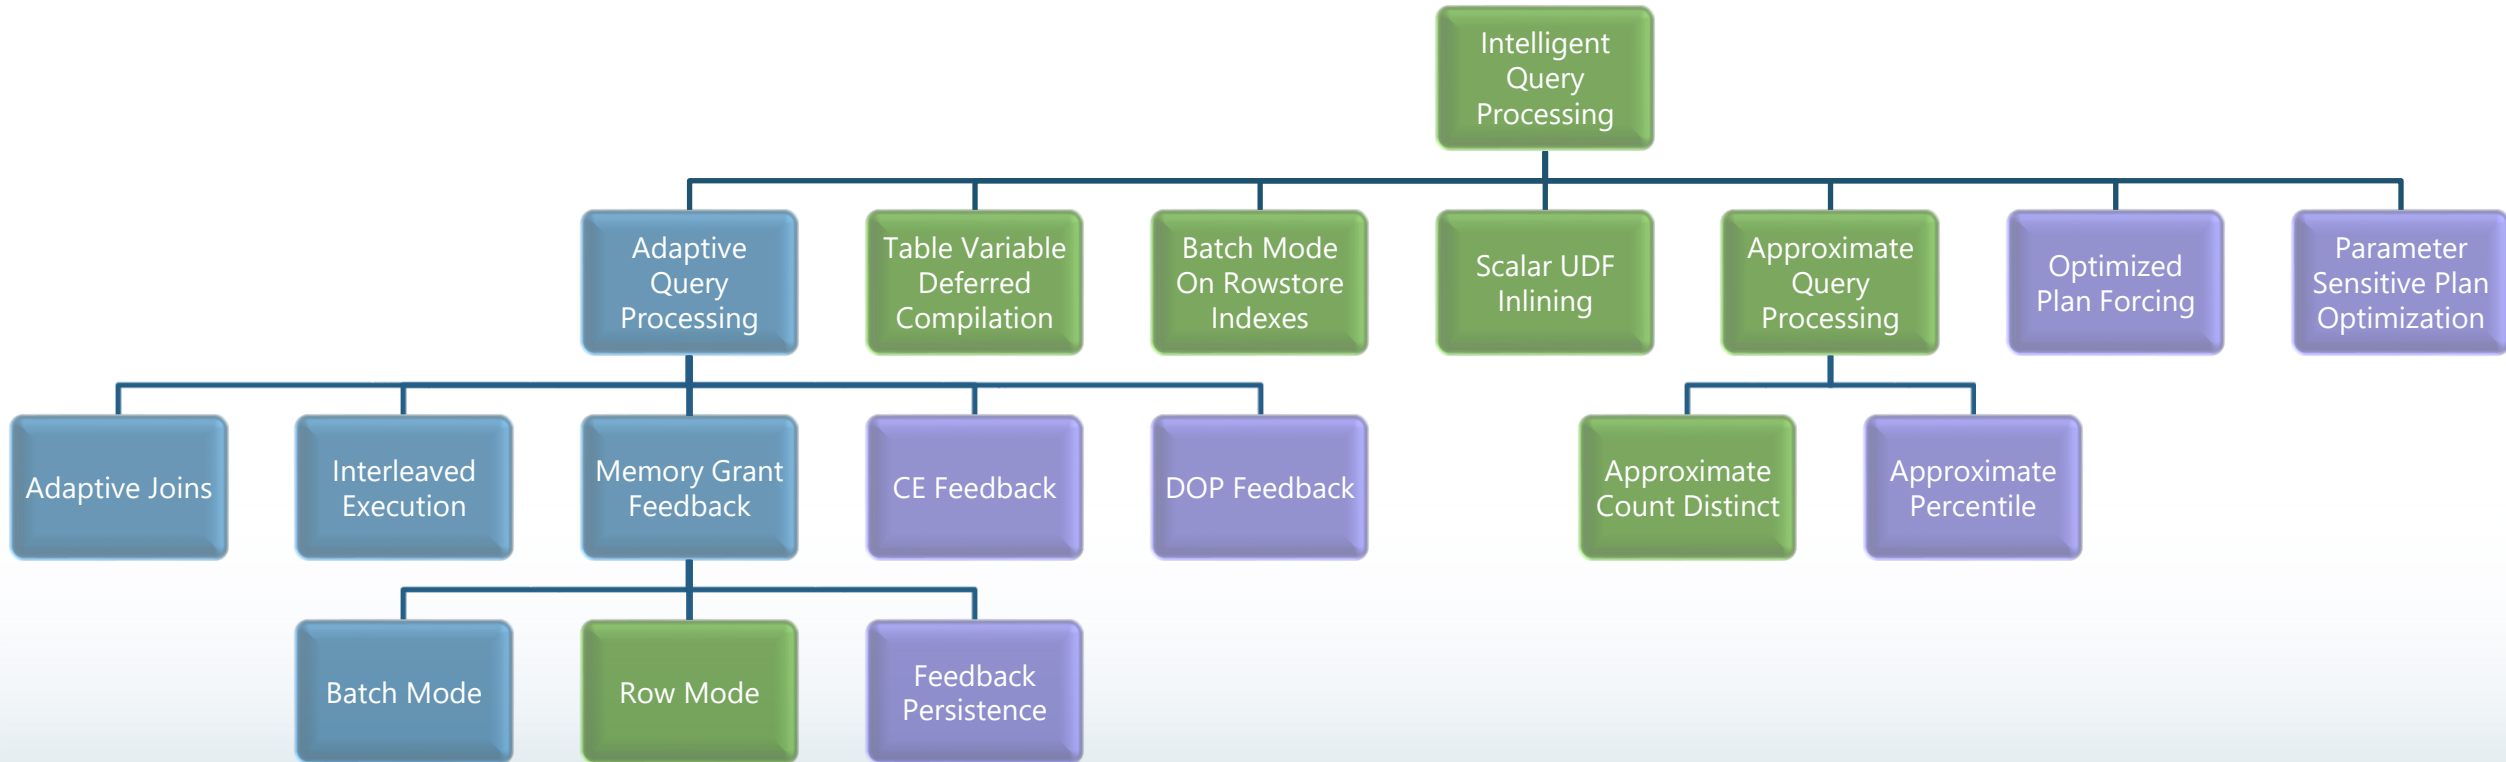 Intelligent
Query
Processing
Adaptive
Query
Processing
Table Variable
Deferred
Compilation
Batch Mode
On Rowstore
Indexes
Scalar UDF
Inlining
Approximate
Query
Processing
Optimized
Plan Forcing
Parameter
Sensitive Plan
Optimization
Adaptive Joins
Interleaved
Execution
Memory Grant
Feedback
CE Feedback
DOP Feedback
Approximate
Count Distinct
Approximate
Percentile
Batch Mode
Row Mode
Feedback
Persistence